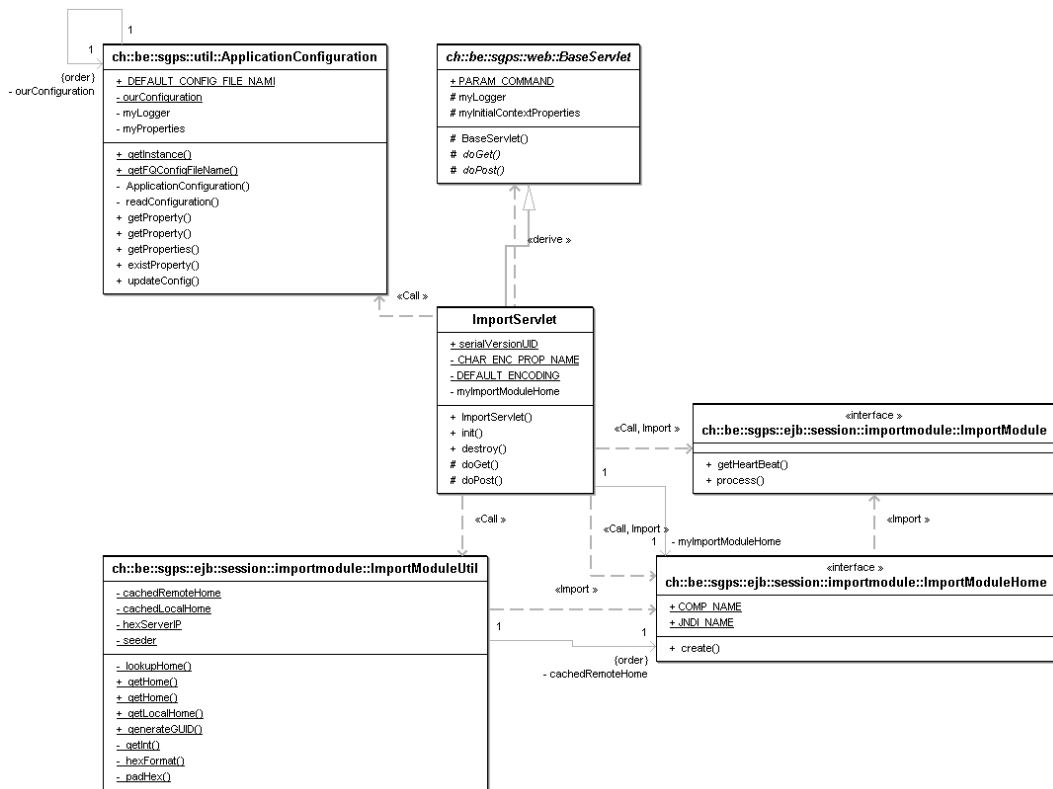 1
1
{order}
- ourConfiguration
ch::be::sgps::util::ApplicationConfiguration
+ DEFAULT_CONFIG_FILE_NAMI
- ourConfiguration
- myLogger
- myProperties
+ getInstance()
+ getFQConfigFileName()
- ApplicationConfiguration()
- readConfiguration()
+ getProperty()
+ getProperty()
+ getProperties()
+ existProperty()
+ updateConfig()
ch::be::sgps::web::BaseServlet
+ PARAM_COMMAND
# myLogger
# myInitialContextProperties
# BaseServlet()
# doGet()
# doPost()
«derive »
«Call »
ImportServlet
+ serialVersionUID
- CHAR_ENC_PROP_NAME
- DEFAULT_ENCODING
- myImportModuleHome
+ ImportServlet()
+ init()
+ destroy()
# doGet()
# doPost()
«Call, Import »
«interface »
ch::be::sgps::ejb::session::importmodule::ImportModule
+ getHeartBeat()
+ process()
1
«Call »
«Call, Import »
1
- myImportModuleHome
«Import »
ch::be::sgps::ejb::session::importmodule::ImportModuleUtil
- cachedRemoteHome
- cachedLocalHome
- hexServerIP
- seeder
- lookupHome()
+ getHome()
+ getHome()
+ getLocalHome()
+ generateGUID()
- getInt()
- hexFormat()
- padHex()
«Import »
1
1
{order}
- cachedRemoteHome
«interface »
ch::be::sgps::ejb::session::importmodule::ImportModuleHome
+ COMP_NAME
+ JNDI_NAME
+ create()